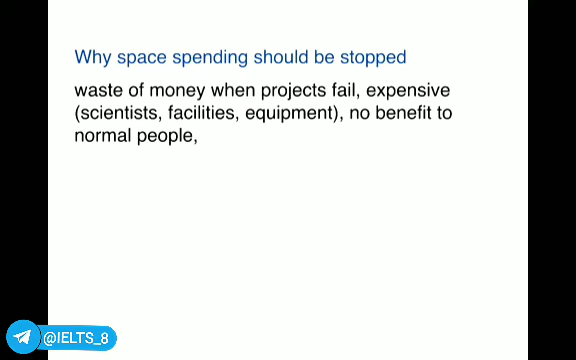 Why space spending should be stopped
waste of money when projects fail, expensive
(scientists, facilities, equipment), no benefit to
normal people,
@IELTS_8